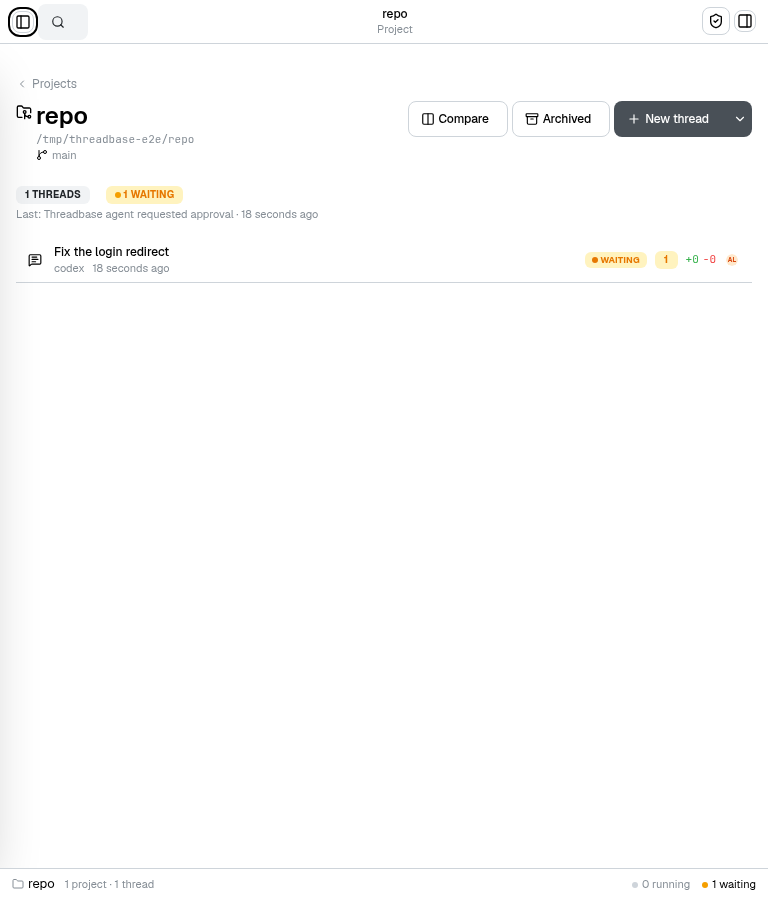 repo
Project
Projects
repo
/tmp/threadbase-e2e/repo
main
Compare
Archived
New thread
1 THREADS
1 WAITING
Last: Threadbase agent requested approval · 18 seconds ago
Fix the login redirect
codex · 18 seconds ago
WAITING
1
+0 -0
AL
repo
1 project · 1 thread
0 running
1 waiting